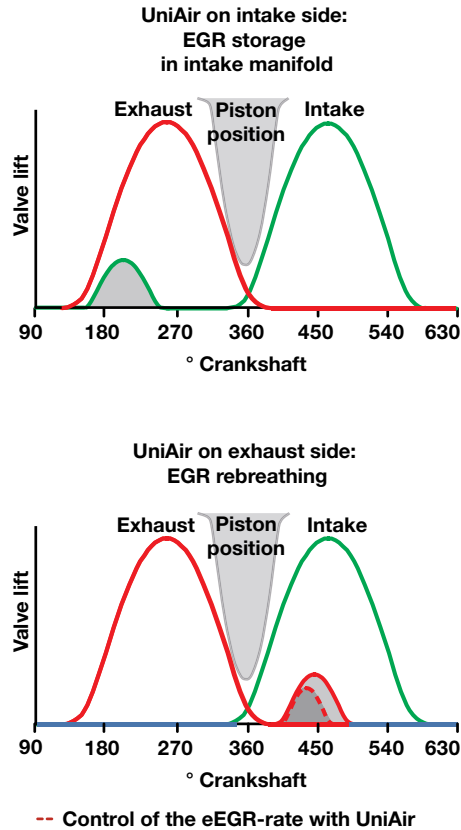 UniAir on intake side:
EGR storage
in intake manifold
Exhaust Piston position Intake
Valve lift
90 180 270 360 450 540 630
° Crankshaft
UniAir on exhaust side:
EGR rebreathing
Exhaust Piston position Intake
Valve lift
90 180 270 360 450 540 630
° Crankshaft
Control of the eEGR-rate with UniAir